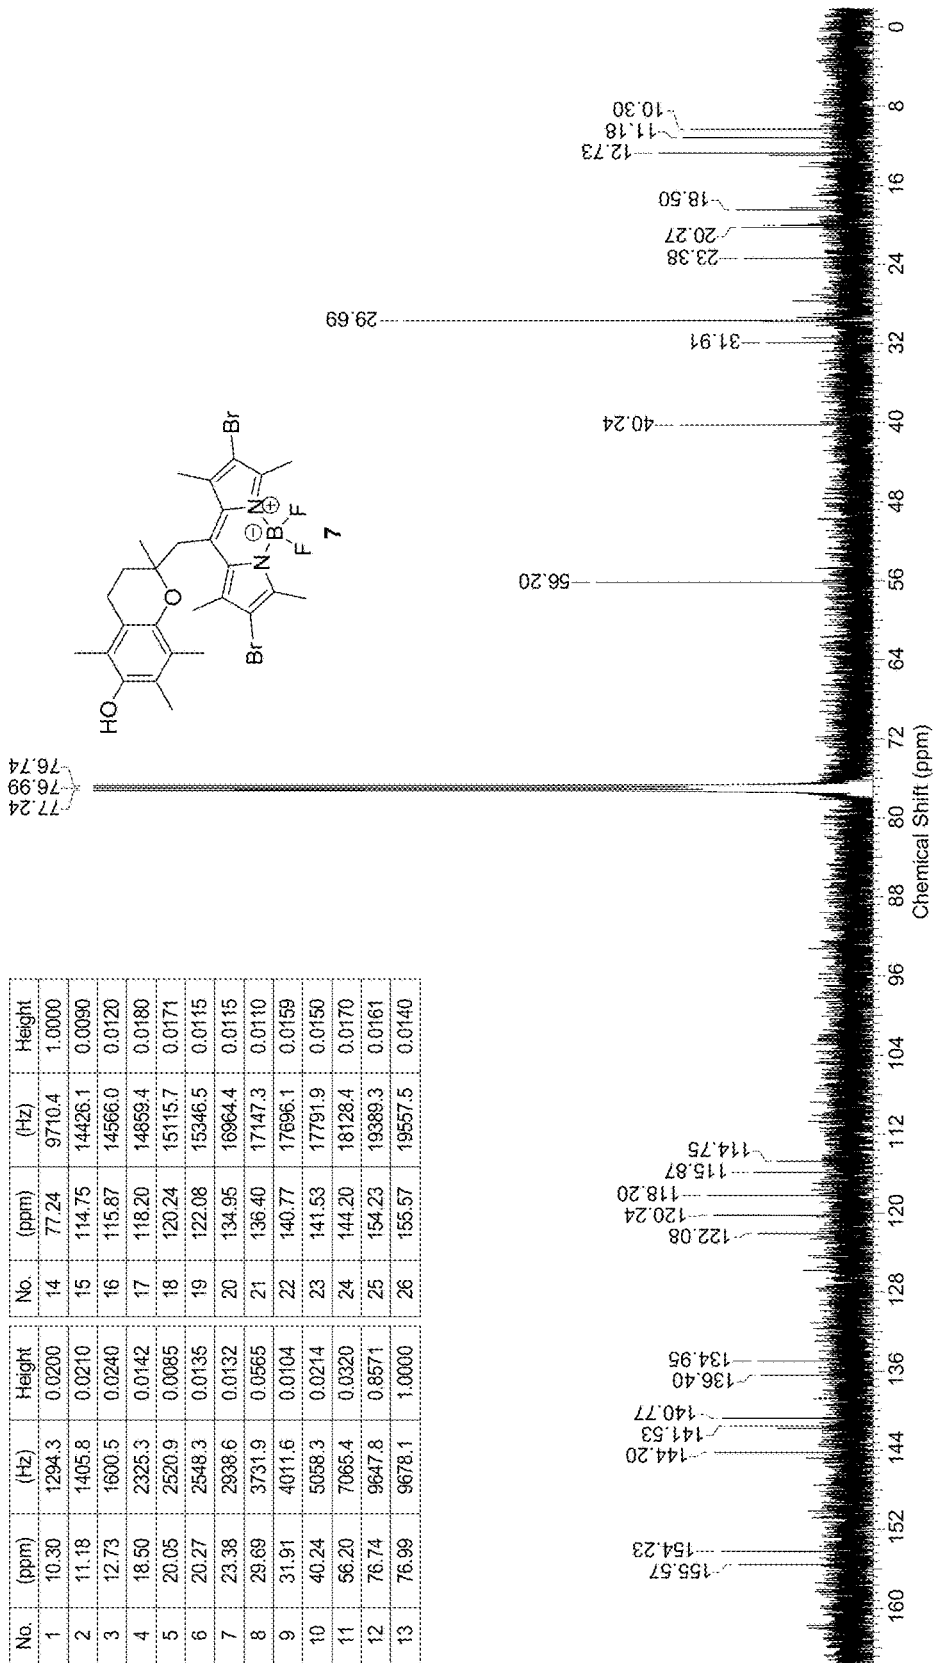 No. (ppm) (Hz) Height No. (ppm) (Hz) Height
1 10.30 1294.3 0.0200 14 77.24 9710.4 1.0000
2 11.18 1405.8 0.0210 15 114.75 14426.1 0.0090
3 12.73 1600.5 0.0240 16 115.87 14566.0 0.0120
4 18.50 2325.3 0.0142 17 118.20 14859.4 0.0180
5 20.05 2520.9 0.0085 18 120.24 15115.7 0.0171
6 20.27 2548.3 0.0135 19 122.08 15346.5 0.0115
7 23.38 2938.6 0.0132 20 134.95 16964.4 0.0115
8 29.69 3731.9 0.0565 21 136.40 17147.3 0.0110
9 31.91 4011.6 0.0104 22 140.77 17696.1 0.0159
10 40.24 5058.3 0.0214 23 141.53 17791.9 0.0150
11 56.20 7065.4 0.0320 24 144.20 18128.4 0.0170
12 76.74 9647.8 0.8571 25 154.23 19389.3 0.0161
13 76.99 9678.1 1.0000 26 155.57 19557.5 0.0140
HO
O
Br
Br
N
N
⊕
⊖
B
F
F
7
155.57
154.23
144.20
141.53
140.77
136.40
134.95
122.08
120.24
118.20
115.87
114.75
77.24
76.99
76.74
56.20
40.24
31.91
29.69
23.38
20.27
18.50
12.73
11.18
10.30
160 152 144 136 128 120 112 104 96 88 80 72 64 56 48 40 32 24 16 8 0
Chemical Shift (ppm)